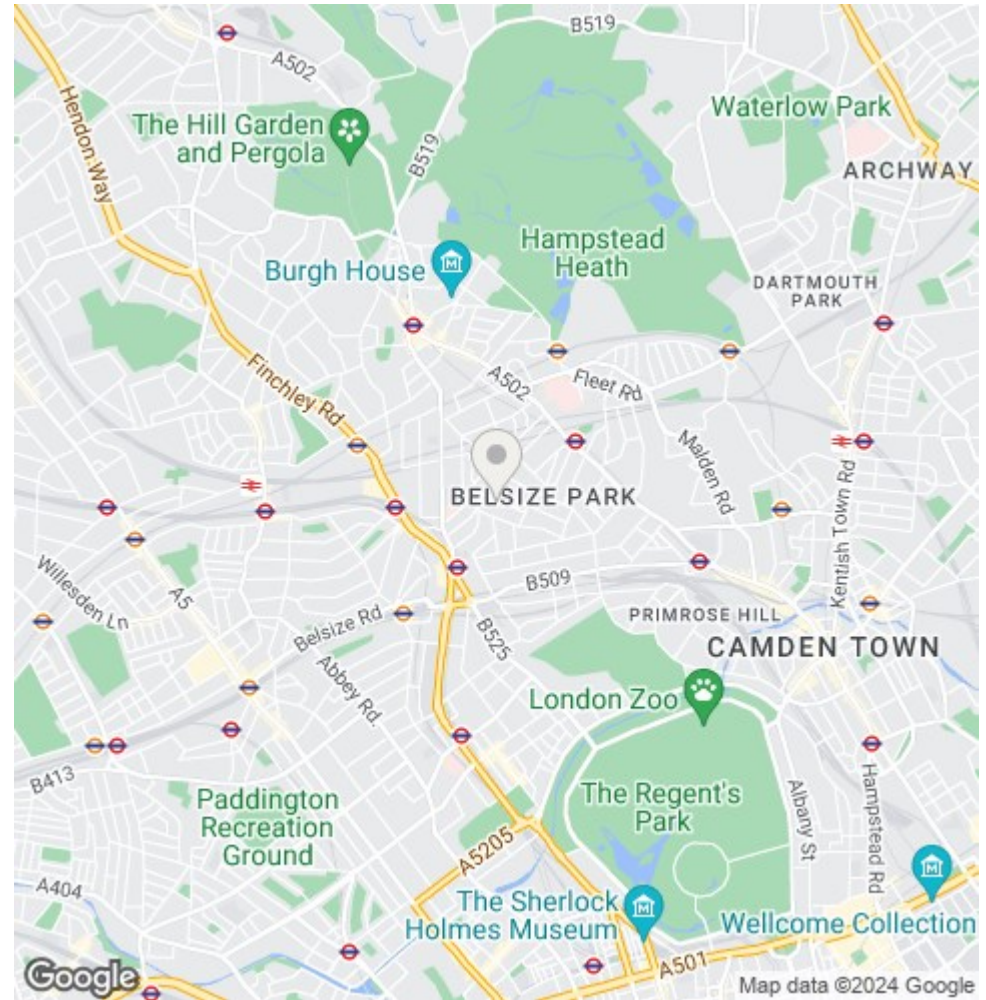 B519
A502
Hendon Way
The Hill Garden
and Pergola
B519
Waterlow Park
ARCHWAY
Hampstead
Heath
Burgh House
DARTMOUTH
PARK
Finchley Rd
A502
Fleet Rd
Malden Rd
BELSIZE PARK
Kentish Town Rd
Willesden Ln
A5
B509
Belsize Rd
B525
PRIMROSE HILL
CAMDEN TOWN
Abbey Rd.
London Zoo
B413
Paddington
Recreation
Ground
The Regent's
Park
Albany St
Hampstead Rd
A5205
A404
The Sherlock
Holmes Museum
Wellcome Collection
A501
Google
Map data ©2024 Google